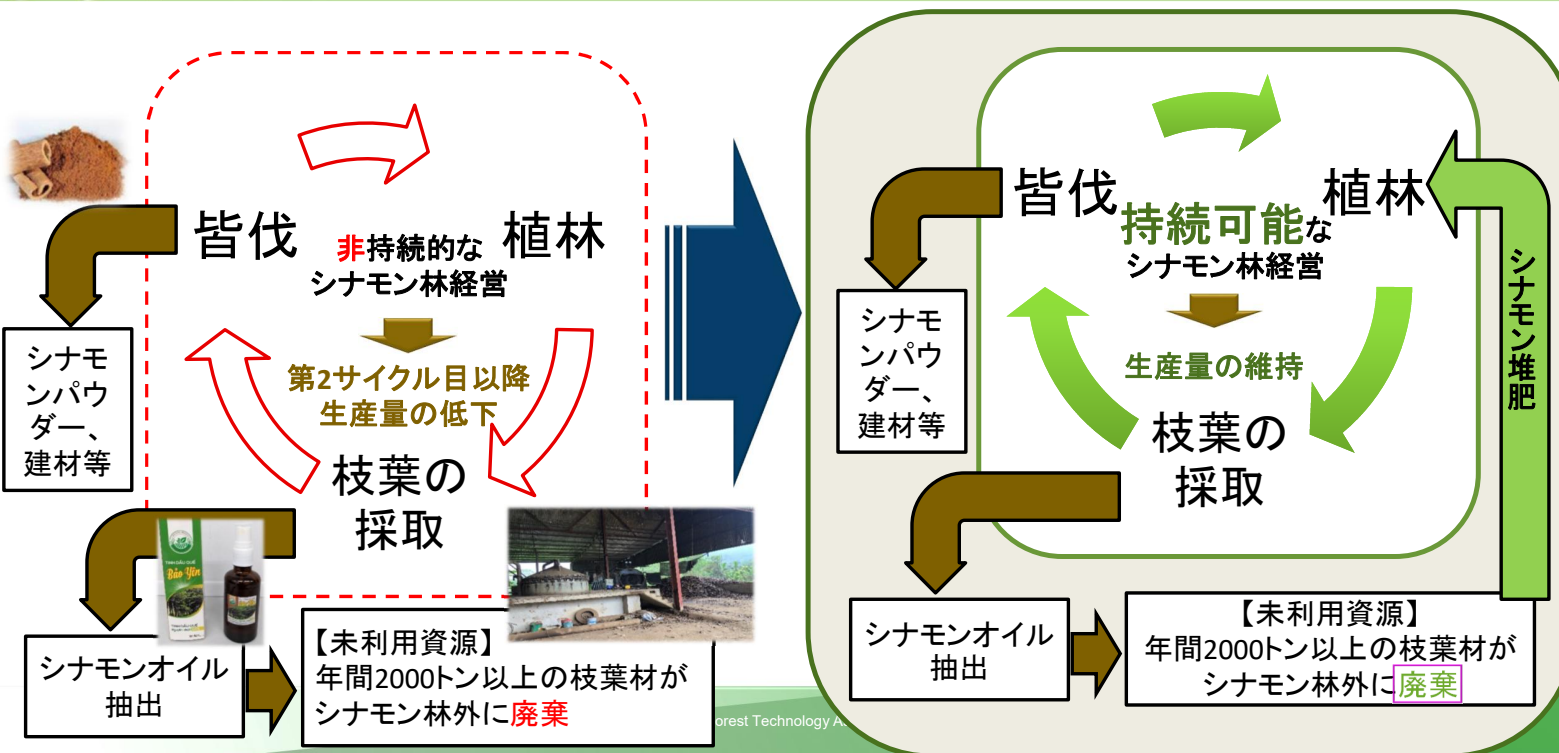 皆伐
非持続的な
シナモン林経営
植林
第2サイクル目以降
生産量の低下
枝葉の
採取
シナモ
ンパウ
ダー、
建材等
Bảo Yên
シナモンオイル
抽出
【未利用資源】
年間2000トン以上の枝葉材が
シナモン林外に廃棄
皆伐
持続可能な
シナモン林経営
植林
生産量の維持
枝葉の
採取
シナモ
ンパウ
ダー、
建材等
シナモン堆肥
シナモンオイル
抽出
【未利用資源】
年間2000トン以上の枝葉材が
シナモン林外に廃棄
orest Technology A